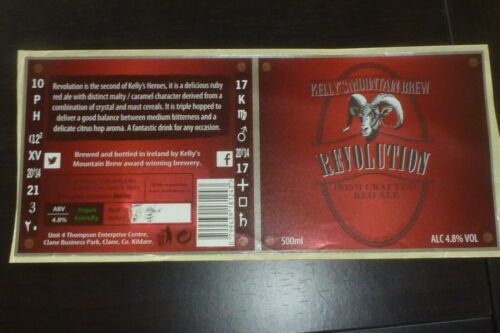 10
P
H
XV
20'14
21
3
Revolution is the second of Kelly's Heroes, it is a delicious ruby
red ale with distinct malty / caramel character derived from a
combination of crystal and roast cereals. It is triple hopped to
deliver a good balance between medium bitterness and a
delicate citrus hop aroma. A fantastic drink for any occasion.
Brewed and bottled in Ireland by Kelly's
Mountain Brew award winning brewery.
f
ABV
4.8%
Vegan
Friendly
Barley
Unit 4 Thompson Enterprise Centre,
Clane Business Park, Clane, Co. Kildare.
17
K
♍
♂
20'14
17
+
□
♄
KELLY'S MOUNTAIN BREW
REVOLUTION
IRISH CRAFTED
RED ALE
500ml
ALC 4.8% VOL